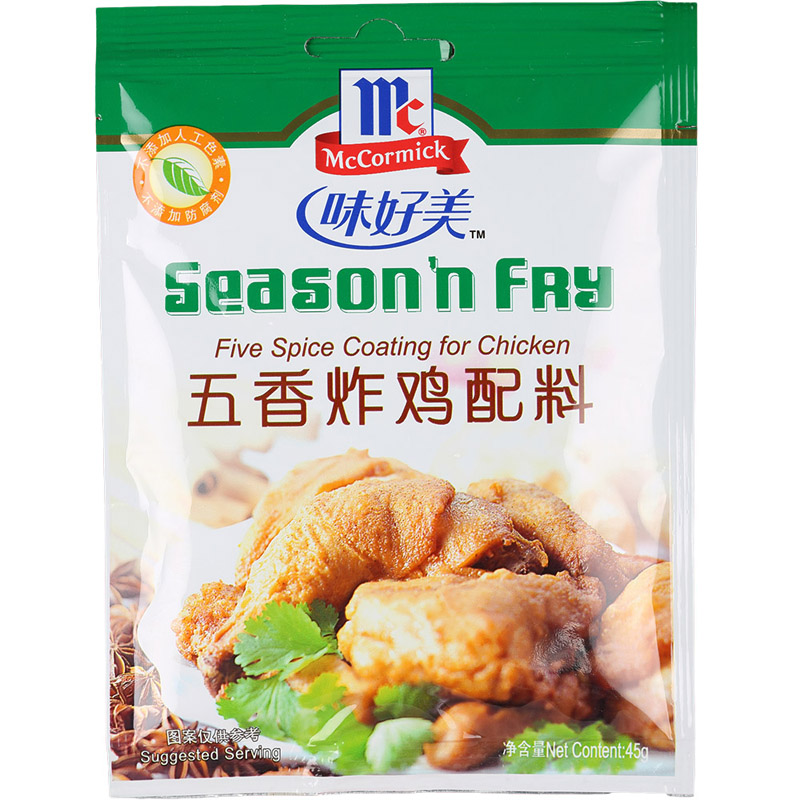 Mc®
McCormick
不添加人工色素
不添加防腐剂
味好美™
Season'n Fry
Five Spice Coating for Chicken
五香炸鸡配料
图案仅供参考
Suggested Serving
净含量Net Content:45g